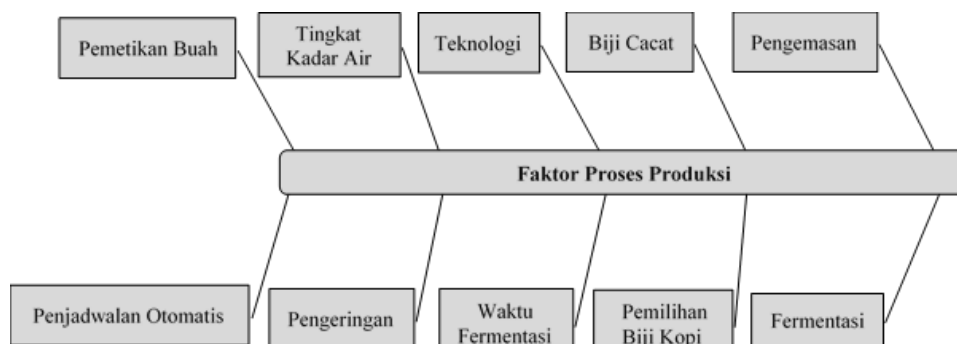 Pemetikan Buah
Tingkat
Kadar Air
Teknologi
Biji Cacat
Pengemasan
Faktor Proses Produksi
Penjadwalan Otomatis
Pengeringan
Waktu
Fermentasi
Pemilihan
Biji Kopi
Fermentasi